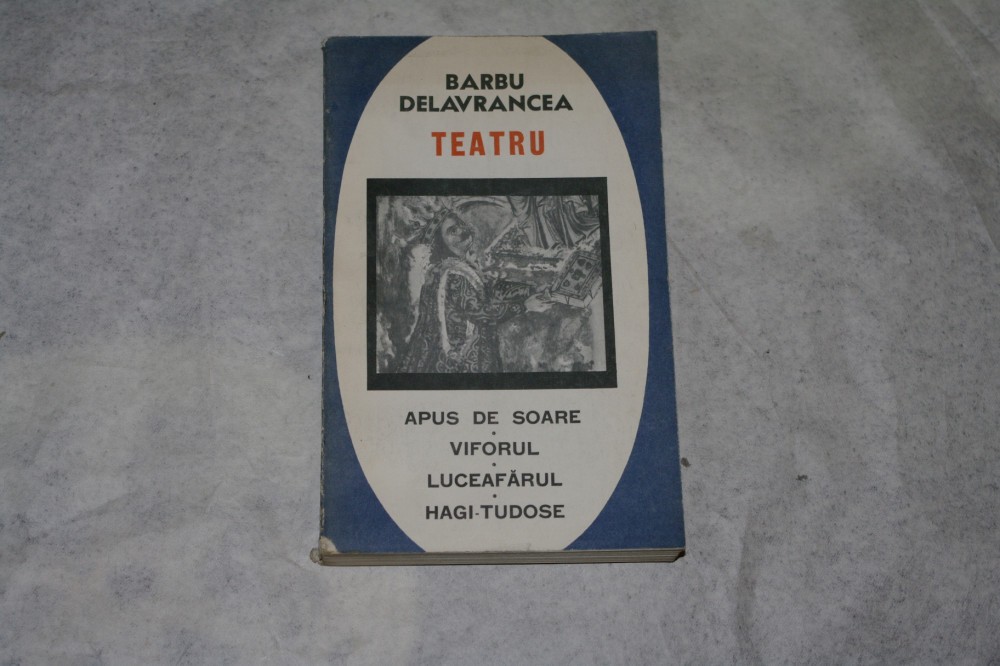 BARBU
DELAVRANCEA
TEATRU
APUS DE SOARE
•
VIFORUL
•
LUCEAFĂRUL
•
HAGI-TUDOSE